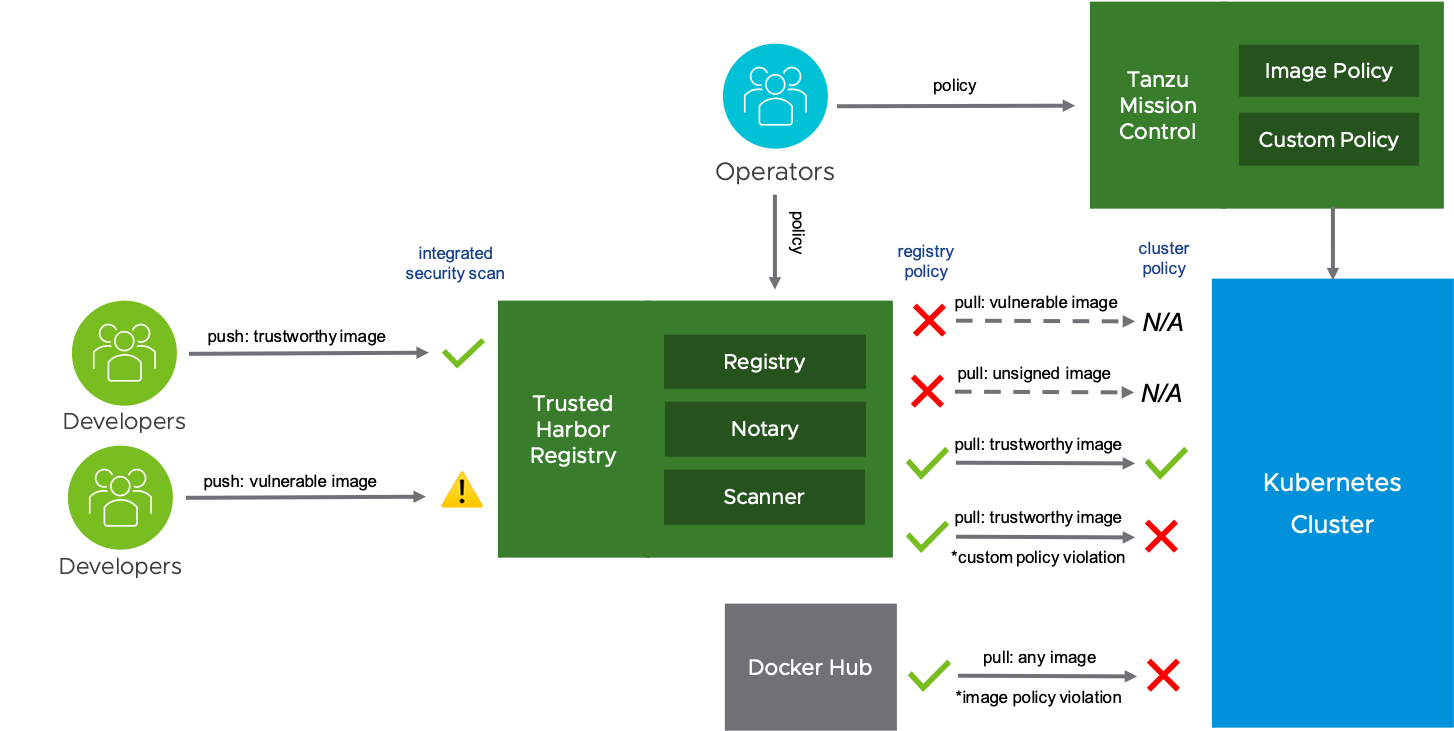 Operators
policy
policy
Tanzu
Mission
Control
Image Policy
Custom Policy
integrated
security scan
registry
policy
cluster
policy
Developers
push: trustworthy image
Developers
push: vulnerable image
Trusted
Harbor
Registry
Registry
Notary
Scanner
pull: vulnerable image
N/A
pull: unsigned image
N/A
pull: trustworthy image
pull: trustworthy image
*custom policy violation
Kubernetes
Cluster
Docker Hub
pull: any image
*image policy violation